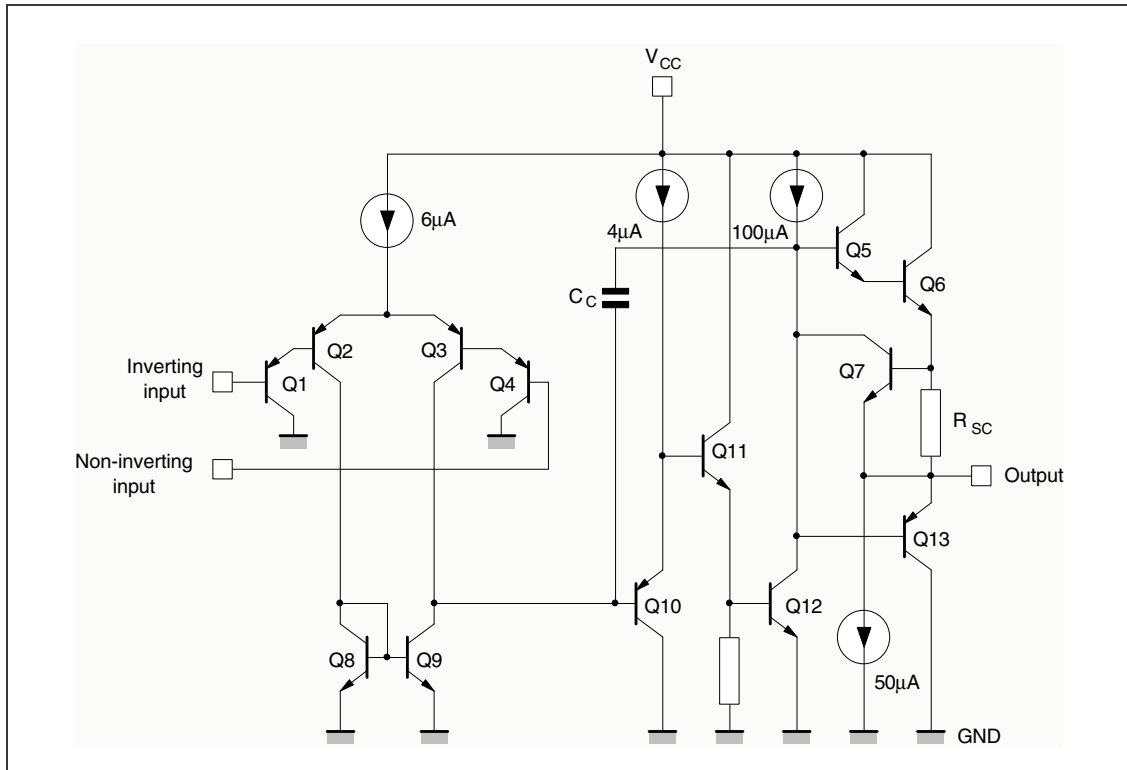 V CC
6µA
4µA
100µA
Q5
Q6
C C
Q2
Q3
Inverting
input
Q1
Q4
Q7
R SC
Non-inverting
input
Q11
Output
Q13
Q10
Q12
Q8
Q9
50µA
GND